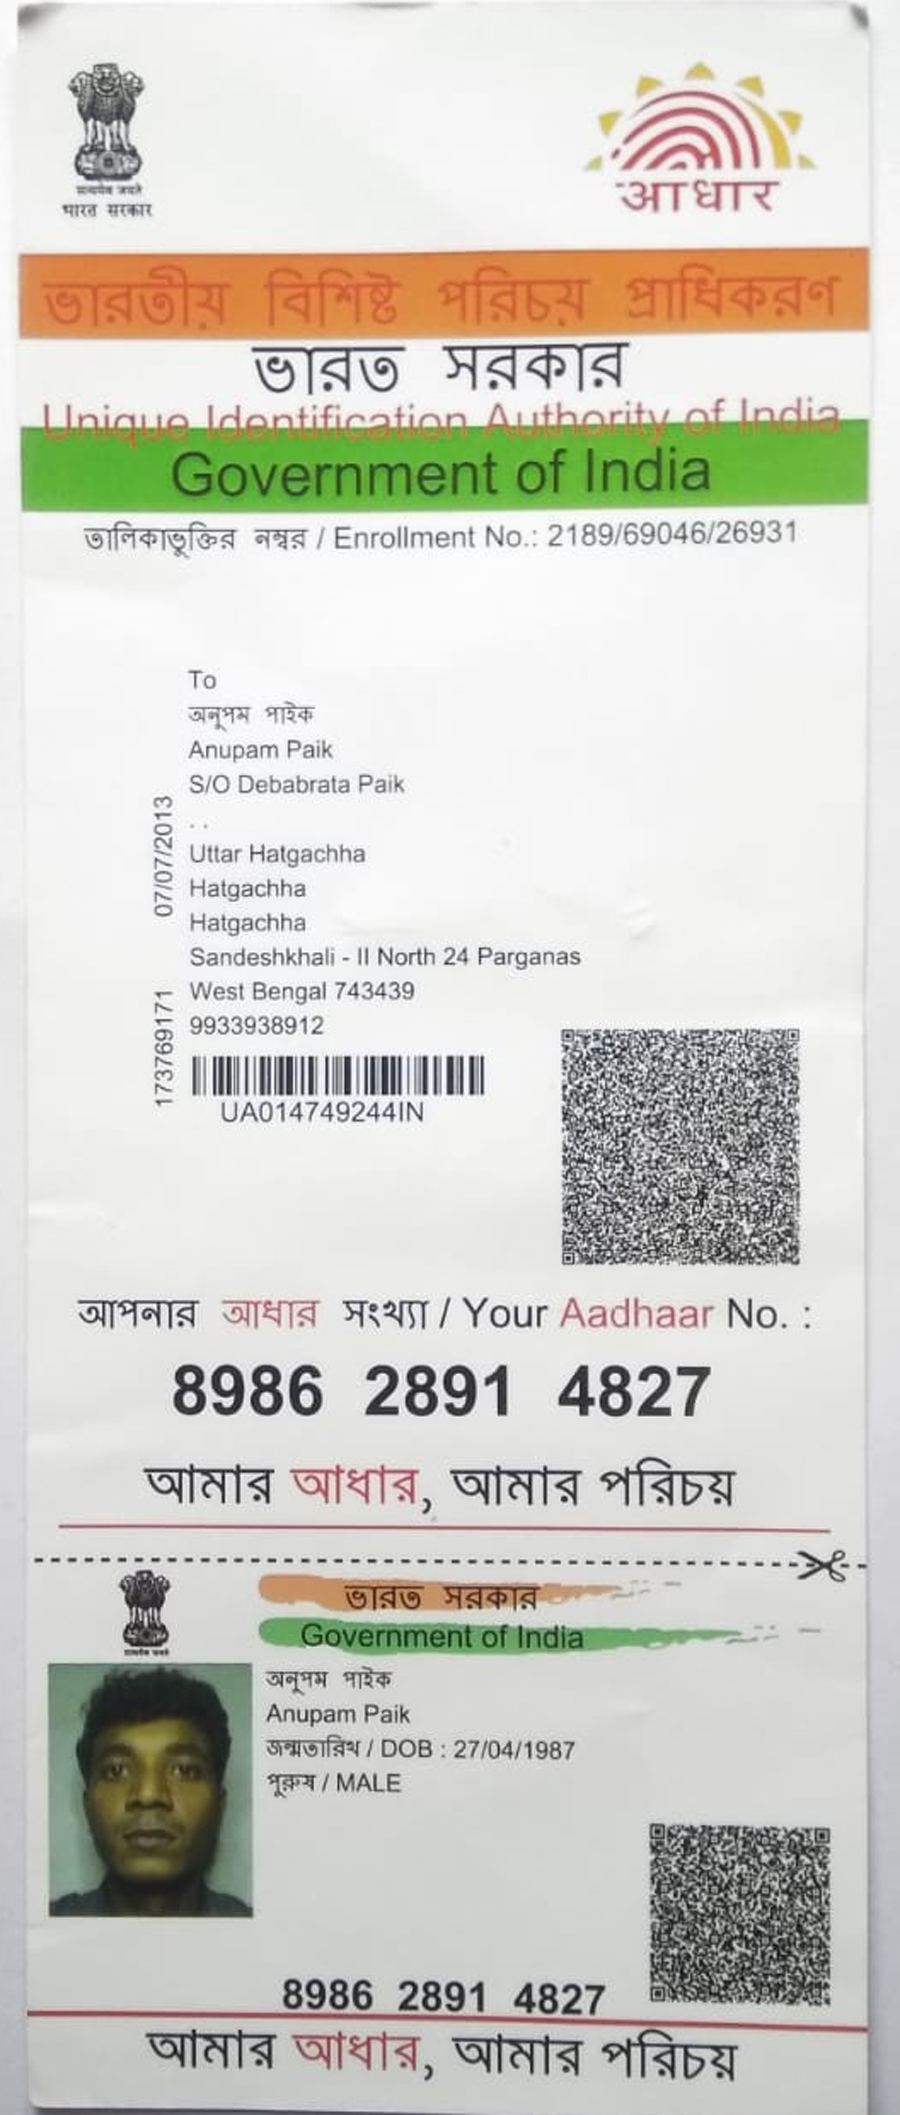 सत्यमेव जयते
भारत सरकार
आधार
ভারতীয় বিশিষ্ট পরিচয় প্রাধিকরণ
ভারত সরকার
Unique Identification Authority of India
Government of India
তালিকাভুক্তির নম্বর / Enrollment No.: 2189/69046/26931
To
অনুপম পাইক
Anupam Paik
S/O Debabrata Paik
. .
Uttar Hatgachha
Hatgachha
Hatgachha
Sandeshkhali - II North 24 Parganas
West Bengal 743439
9933938912
07/07/2013
173769171
UA014749244IN
আপনার আধার সংখ্যা / Your Aadhaar No. :
8986 2891 4827
আমার আধার, আমার পরিচয়
सत्यमेव जयते
ভারত সরকার
Government of India
অনুপম পাইক
Anupam Paik
জন্মতারিখ / DOB : 27/04/1987
পুরুষ / MALE
8986 2891 4827
আমার আধার, আমার পরিচয়